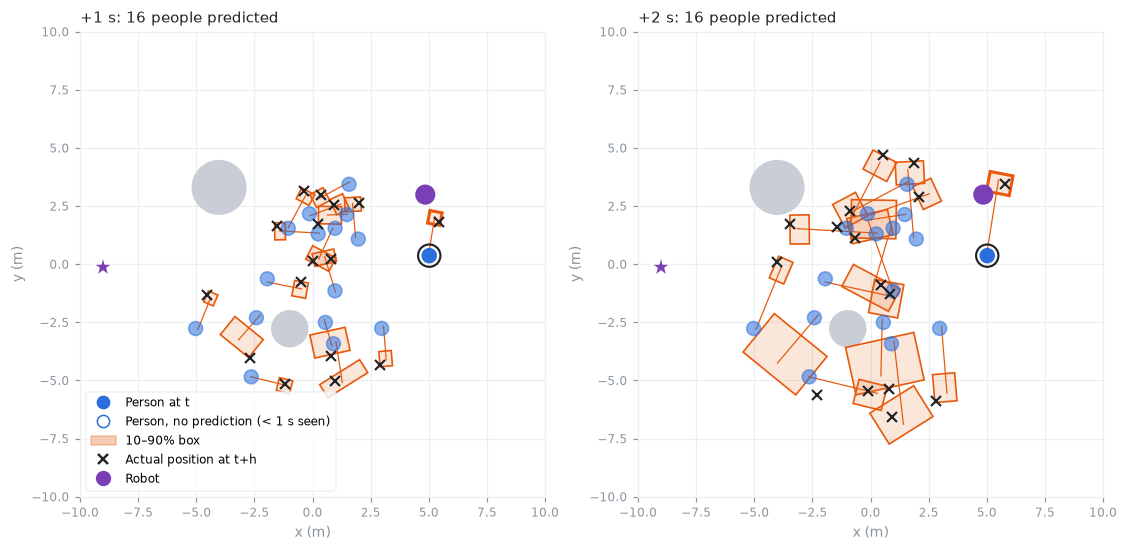 +1 s: 16 people predicted
10.0
7.5
5.0
2.5
0.0
−2.5
−5.0
−7.5
−10.0
y (m)
−10.0 −7.5 −5.0 −2.5 0.0 2.5 5.0 7.5 10.0
x (m)
Person at t
Person, no prediction (< 1 s seen)
10–90% box
Actual position at t+h
Robot
+2 s: 16 people predicted
10.0
7.5
5.0
2.5
0.0
−2.5
−5.0
−7.5
−10.0
y (m)
−10.0 −7.5 −5.0 −2.5 0.0 2.5 5.0 7.5 10.0
x (m)